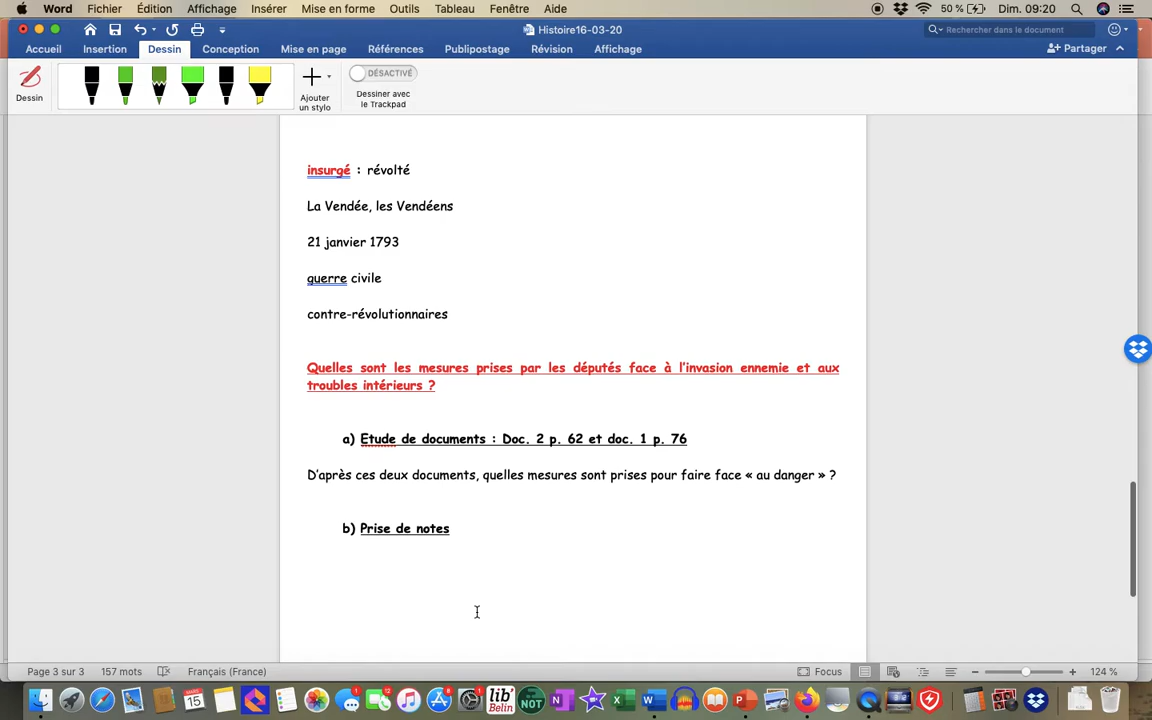 Word Fichier Édition Affichage Insérer Mise en forme Outils Tableau Fenêtre Aide 50 % Dim. 09:20
Histoire16-03-20 Rechercher dans le document
Accueil Insertion Dessin Conception Mise en page Références Publipostage Révision Affichage Partager
DÉSACTIVÉ
Dessin Ajouter un stylo Dessiner avec le Trackpad
insurgé : révolté
La Vendée, les Vendéens
21 janvier 1793
guerre civile
contre-révolutionnaires
Quelles sont les mesures prises par les députés face à l’invasion ennemie et aux
troubles intérieurs ?
a) Etude de documents : Doc. 2 p. 62 et doc. 1 p. 76
D’après ces deux documents, quelles mesures sont prises pour faire face « au danger » ?
b) Prise de notes
Page 3 sur 3 157 mots Français (France) Focus 124 %
15 lib' Belin NOT